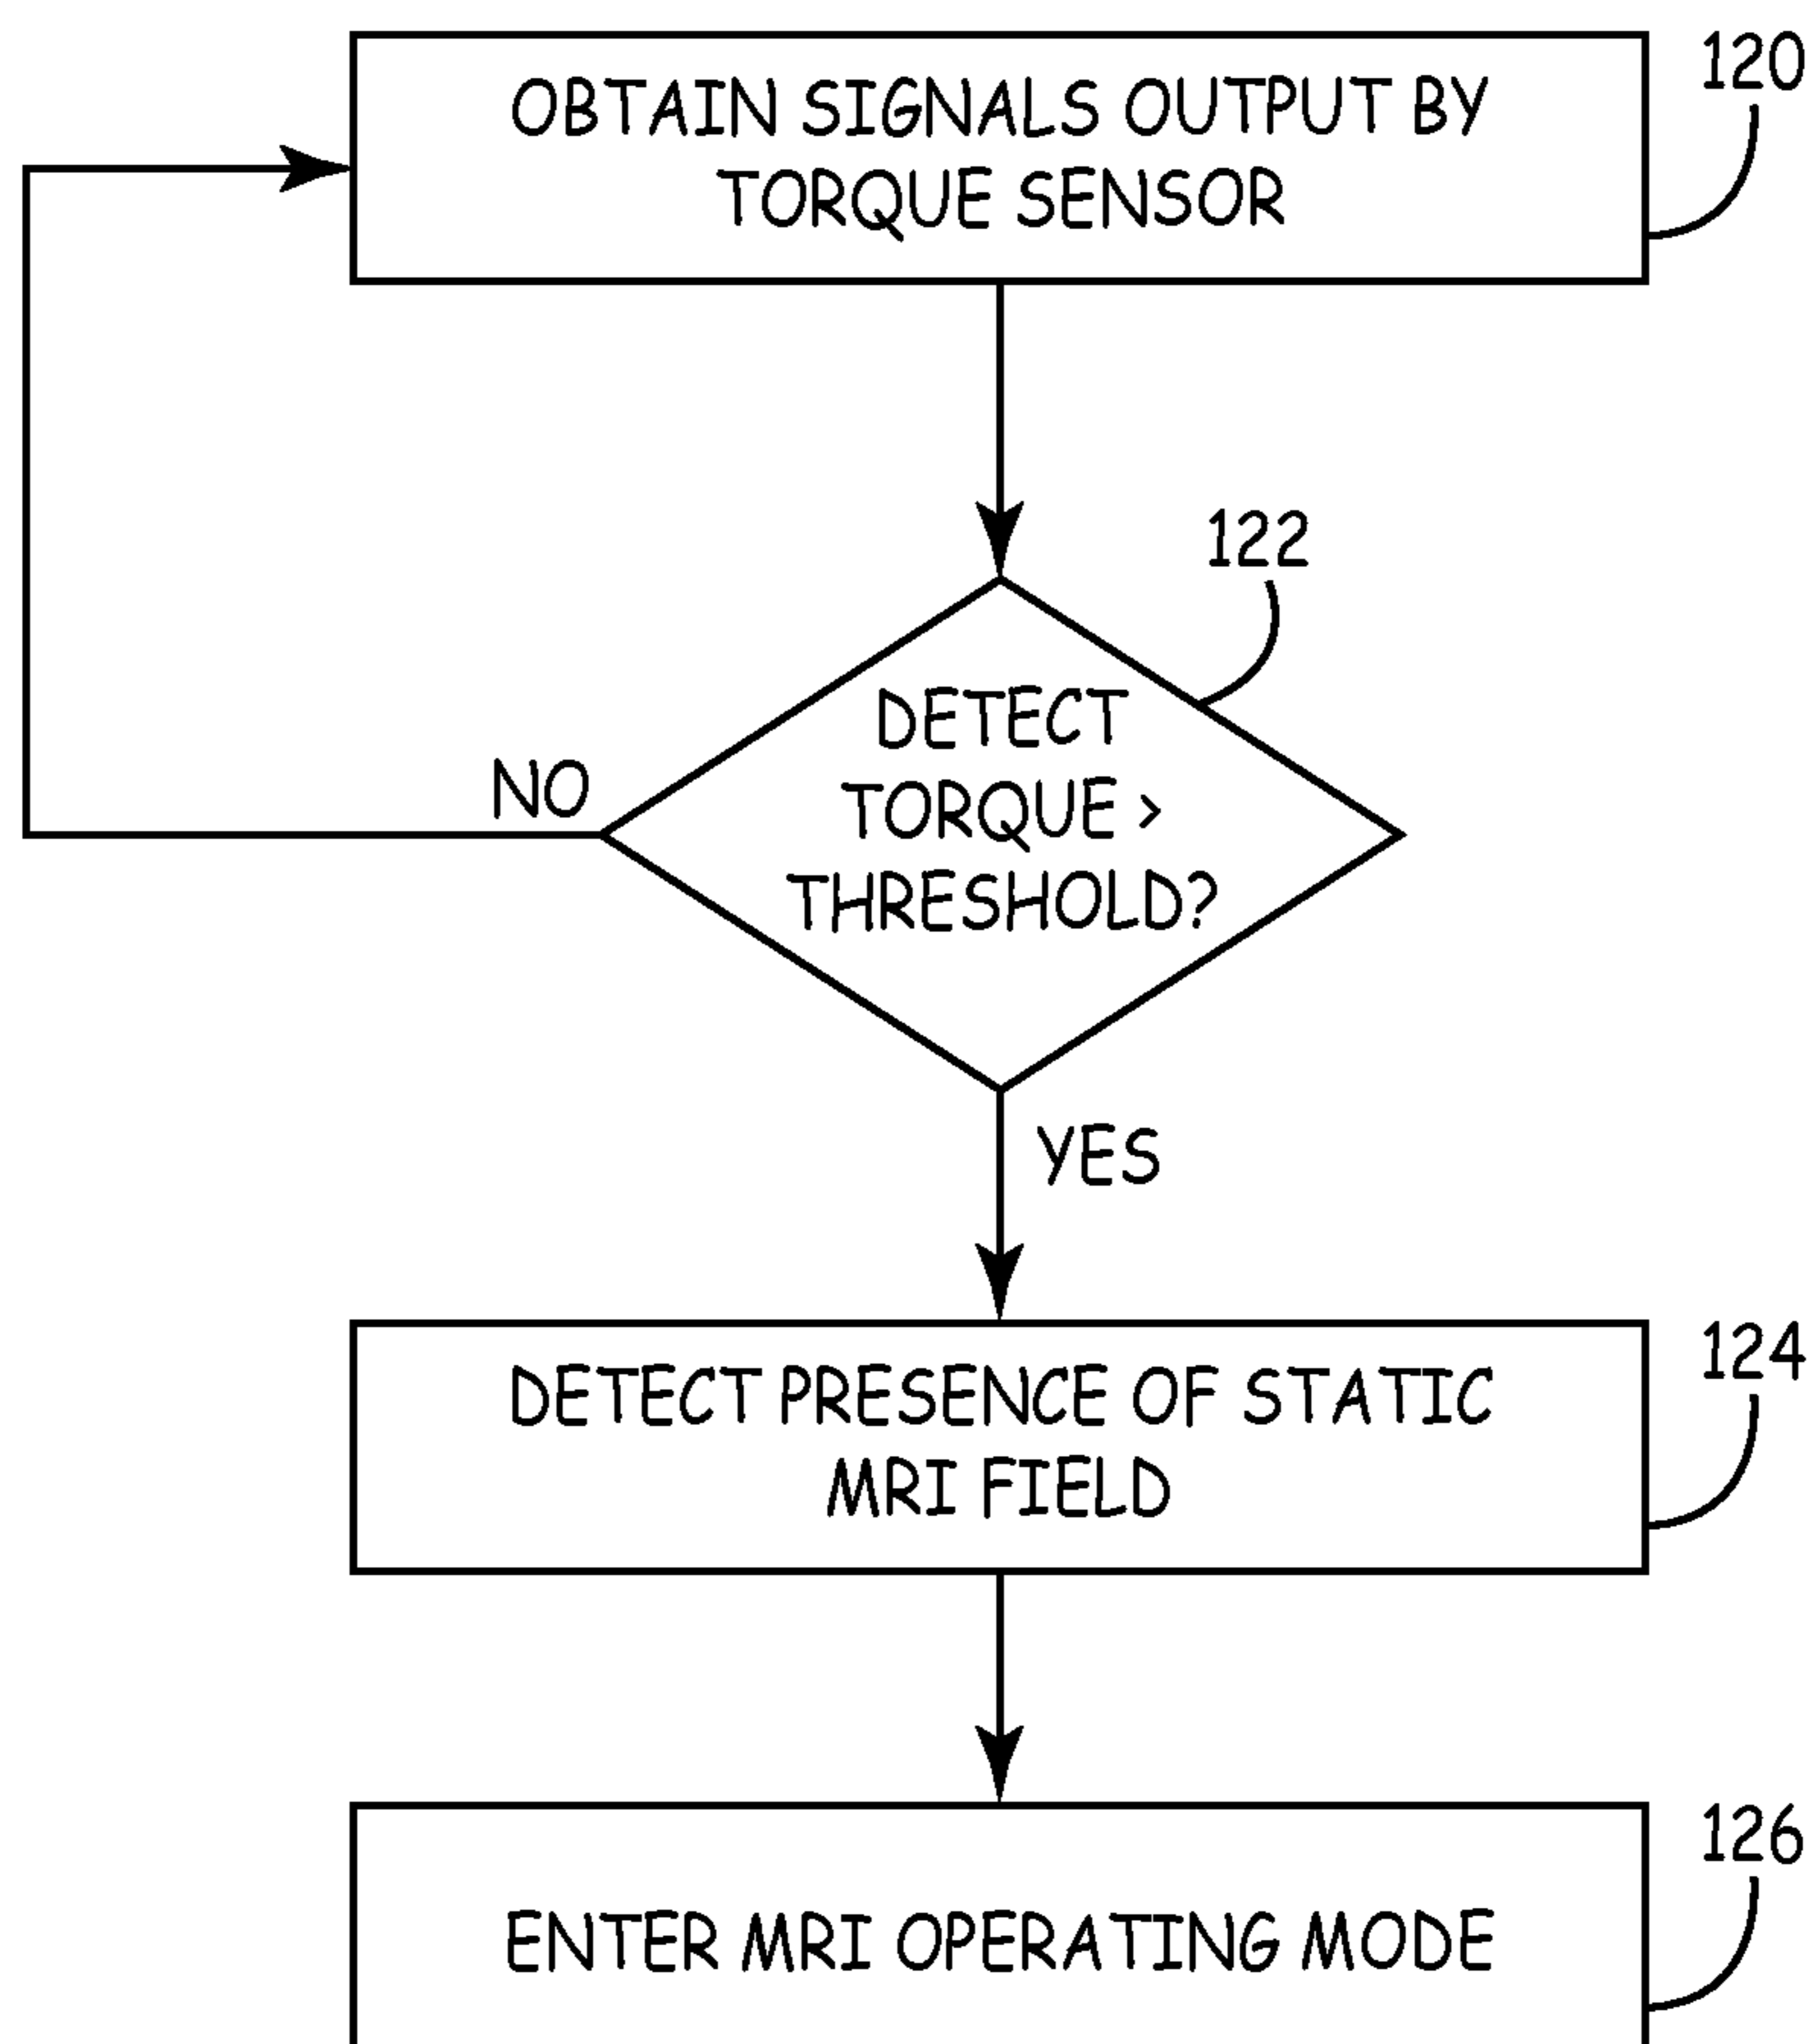 120
OBTAIN SIGNALS OUTPUT BY
TORQUE SENSOR
122
DETECT
TORQUE >
THRESHOLD?
NO
YES
124
DETECT PRESENCE OF STATIC
MRI FIELD
126
ENTER MRI OPERATING MODE